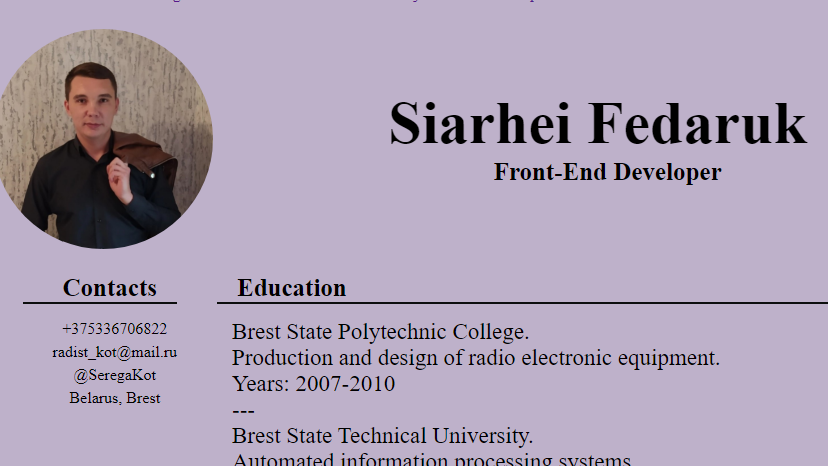 Siarhei Fedaruk
Front-End Developer
Contacts
+375336706822
radist_kot@mail.ru
@SeregaKot
Belarus, Brest
Education
Brest State Polytechnic College.
Production and design of radio electronic equipment.
Years: 2007-2010
---
Brest State Technical University.
Automated information processing systems